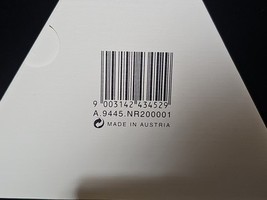 9 003142 434529
A.9445.NR200001
MADE IN AUSTRIA